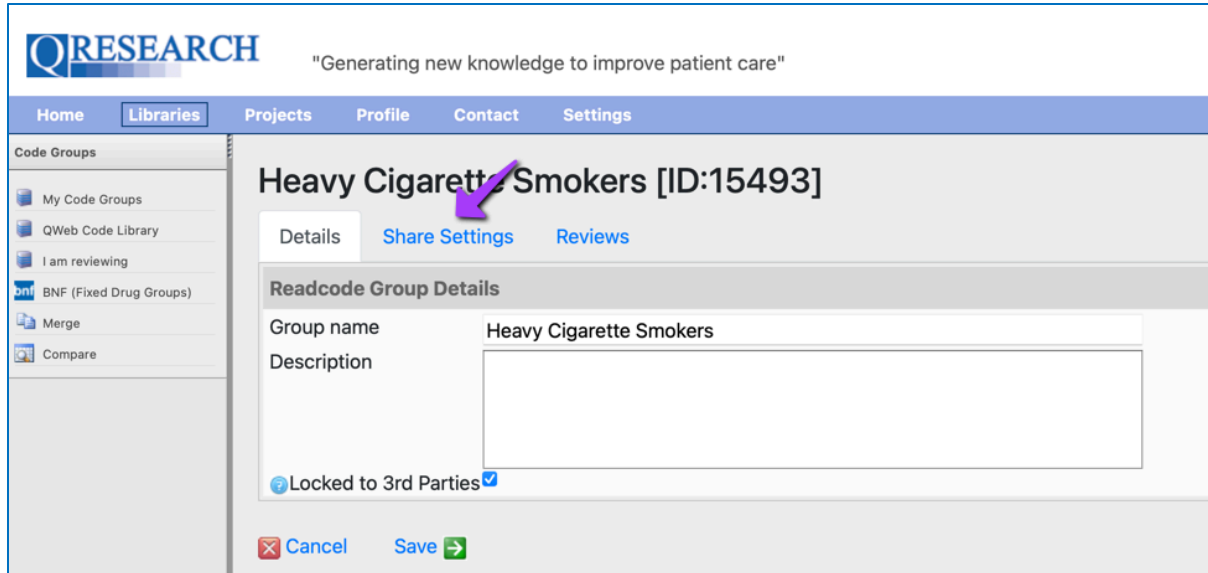 QRESEARCH
"Generating new knowledge to improve patient care"
Home Libraries Projects Profile Contact Settings
Code Groups
My Code Groups
QWeb Code Library
I am reviewing
bnf BNF (Fixed Drug Groups)
Merge
Compare
Heavy Cigarette Smokers [ID:15493]
Details Share Settings Reviews
Readcode Group Details
Group name Heavy Cigarette Smokers
Description
?Locked to 3rd Parties
Cancel Save